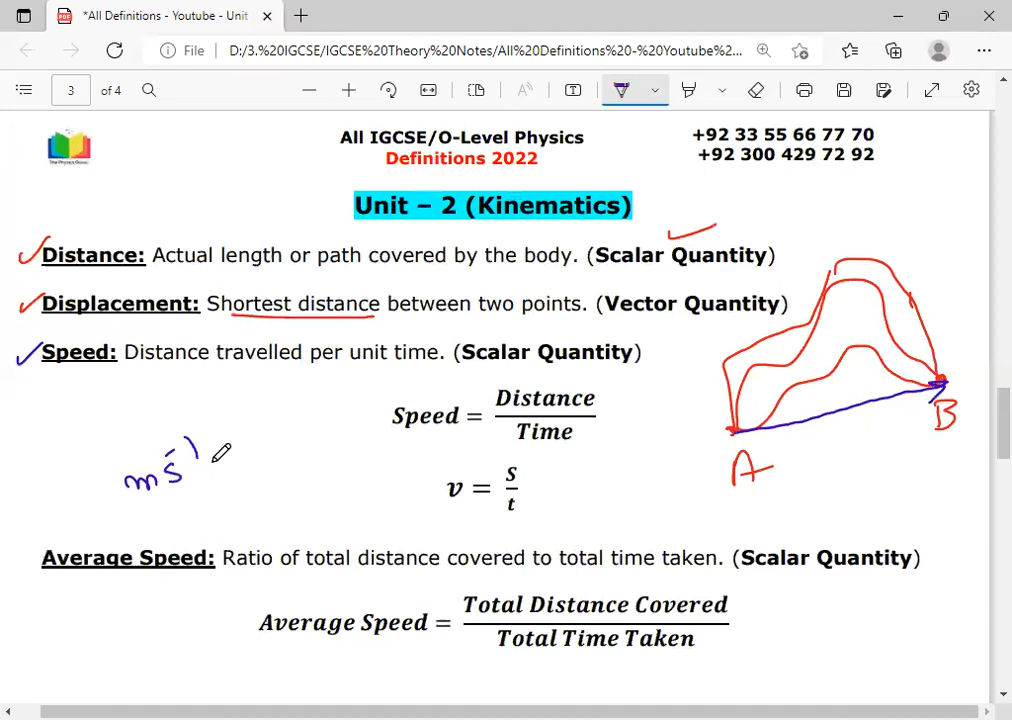 *All Definitions - Youtube - Unit
File D:/3.%20IGCSE/IGCSE%20Theory%20Notes/All%20Definitions%20-%20Youtube%2...
3 of 4
All IGCSE/O-Level Physics
Definitions 2022
+92 33 55 66 77 70
+92 300 429 72 92
Unit – 2 (Kinematics)
Distance: Actual length or path covered by the body. (Scalar Quantity)
Displacement: Shortest distance between two points. (Vector Quantity)
Speed: Distance travelled per unit time. (Scalar Quantity)
Speed = Distance / Time
B
A
m s⁻¹
v = S / t
Average Speed: Ratio of total distance covered to total time taken. (Scalar Quantity)
Average Speed = Total Distance Covered / Total Time Taken